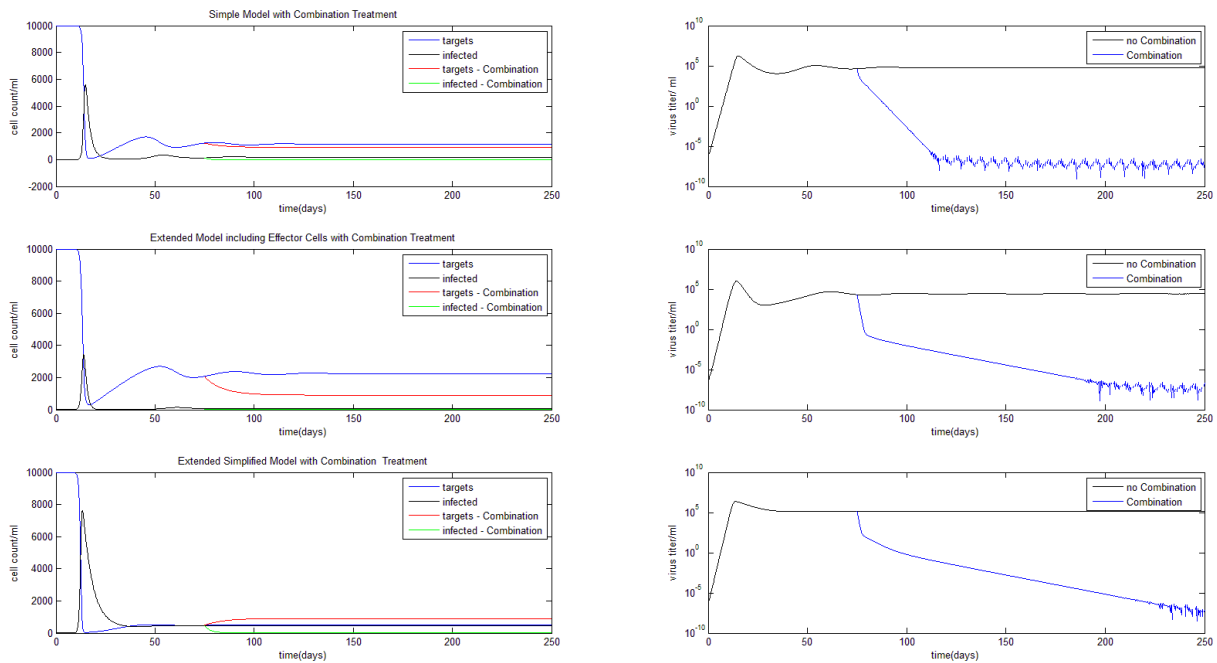 Simple Model with Combination Treatment
10000
8000
6000
4000
2000
0
-2000
cell count/ml
targets
infected
targets - Combination
infected - Combination
0 50 100 150 200 250
time(days)
10^10
10^5
10^0
10^-5
10^-10
virus titer/ ml
no Combination
Combination
0 50 100 150 200 250
time(days)
Extended Model including Effector Cells with Combination Treatment
10000
8000
6000
4000
2000
0
cell count/ml
targets
infected
targets - Combination
infected - Combination
0 50 100 150 200 250
time(days)
10^10
10^5
10^0
10^-5
10^-10
virus titer/ml
no Combination
Combination
0 50 100 150 200 250
time(days)
Extended Simplified Model with Combination Treatment
10000
8000
6000
4000
2000
0
cell count/ml
targets
infected
targets - Combination
infected - Combination
0 50 100 150 200 250
time(days)
10^10
10^5
10^0
10^-5
10^-10
virus titer/ml
no Combination
Combination
0 50 100 150 200 250
time(days)